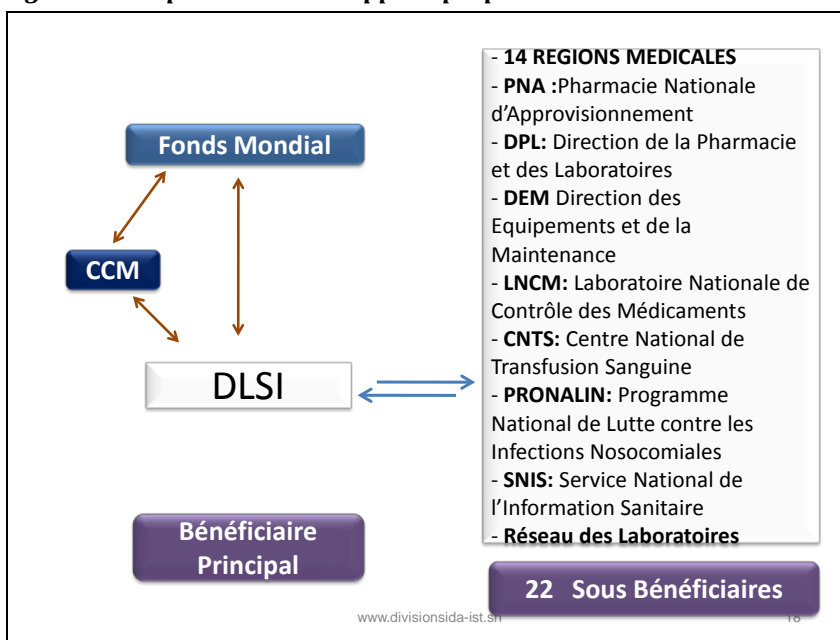 Fonds Mondial
CCM
DLSI
Bénéficiaire
Principal
- 14 REGIONS MEDICALES
- PNA :Pharmacie Nationale
d'Approvisionnement
- DPL: Direction de la Pharmacie
et des Laboratoires
- DEM Direction des
Equipements et de la
Maintenance
- LNCM: Laboratoire Nationale de
Contrôle des Médicaments
- CNTS: Centre National de
Transfusion Sanguine
- PRONALIN: Programme
National de Lutte contre les
Infections Nosocomiales
- SNIS: Service National de
l'Information Sanitaire
- Réseau des Laboratoires
22 Sous Bénéficiaires
www.divisionsida-ist.sn
18